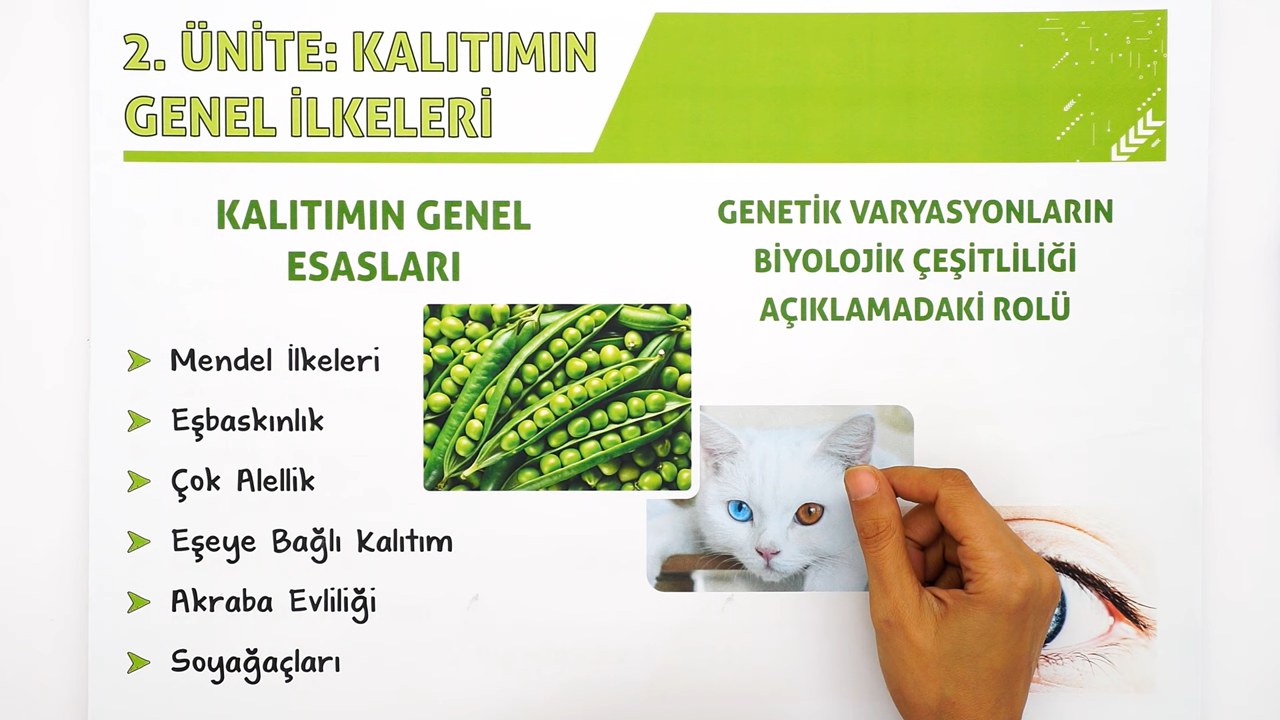 2. ÜNİTE: KALITIMIN
GENEL İLKELERİ
KALITIMIN GENEL
ESASLARI
Mendel İlkeleri
Eşbaskınlık
Çok Alellik
Eşeye Bağlı Kalıtım
Akraba Evliliği
Soyağaçları
GENETİK VARYASYONLARIN
BİYOLOJİK ÇEŞİTLİLİĞİ
AÇIKLAMADAKİ ROLÜ